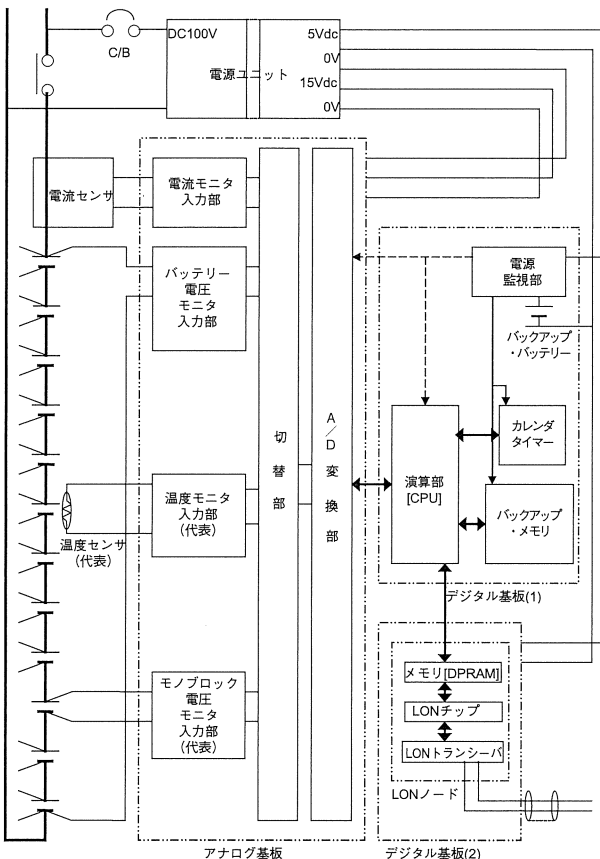 DC100V
5Vdc
0V
C/B
電源ユニット
15Vdc
0V
電流センサ
電流モニタ
入力部
バッテリー
電圧
モニタ
入力部
電源
監視部
バックアップ
・バッテリー
切替部
A/D変換部
演算部
[CPU]
カレンダ
タイマー
温度モニタ
入力部
(代表)
バックアップ
・メモリ
温度センサ
(代表)
デジタル基板(1)
モノブロック
電圧
モニタ
入力部
(代表)
メモリ[DPRAM]
LONチップ
LONトランシーバ
LONノード
アナログ基板
デジタル基板(2)